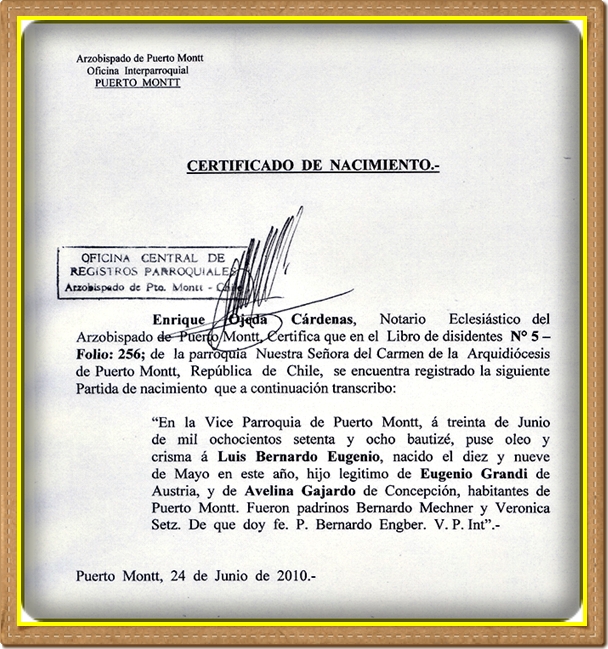 Arzobispado de Puerto Montt
Oficina Interparroquial
PUERTO MONTT
CERTIFICADO DE NACIMIENTO.-
OFICINA CENTRAL DE
REGISTROS PARROQUIALES
Arzobispado de Pto. Montt - Chile
Enrique Ojeda Cárdenas, Notario Eclesiástico del
Arzobispado de Puerto Montt, Certifica que en el Libro de disidentes N° 5 –
Folio: 256; de la parroquia Nuestra Señora del Carmen de la Arquidiócesis
de Puerto Montt, República de Chile, se encuentra registrado la siguiente
Partida de nacimiento que a continuación transcribo:
“En la Vice Parroquia de Puerto Montt, á treinta de Junio
de mil ochocientos setenta y ocho bautizé, puse oleo y
crisma á Luis Bernardo Eugenio, nacido el diez y nueve
de Mayo en este año, hijo legitimo de Eugenio Grandi de
Austria, y de Avelina Gajardo de Concepción, habitantes de
Puerto Montt. Fueron padrinos Bernardo Mechner y Veronica
Setz. De que doy fe. P. Bernardo Engber. V. P. Int”.-
Puerto Montt, 24 de Junio de 2010.-